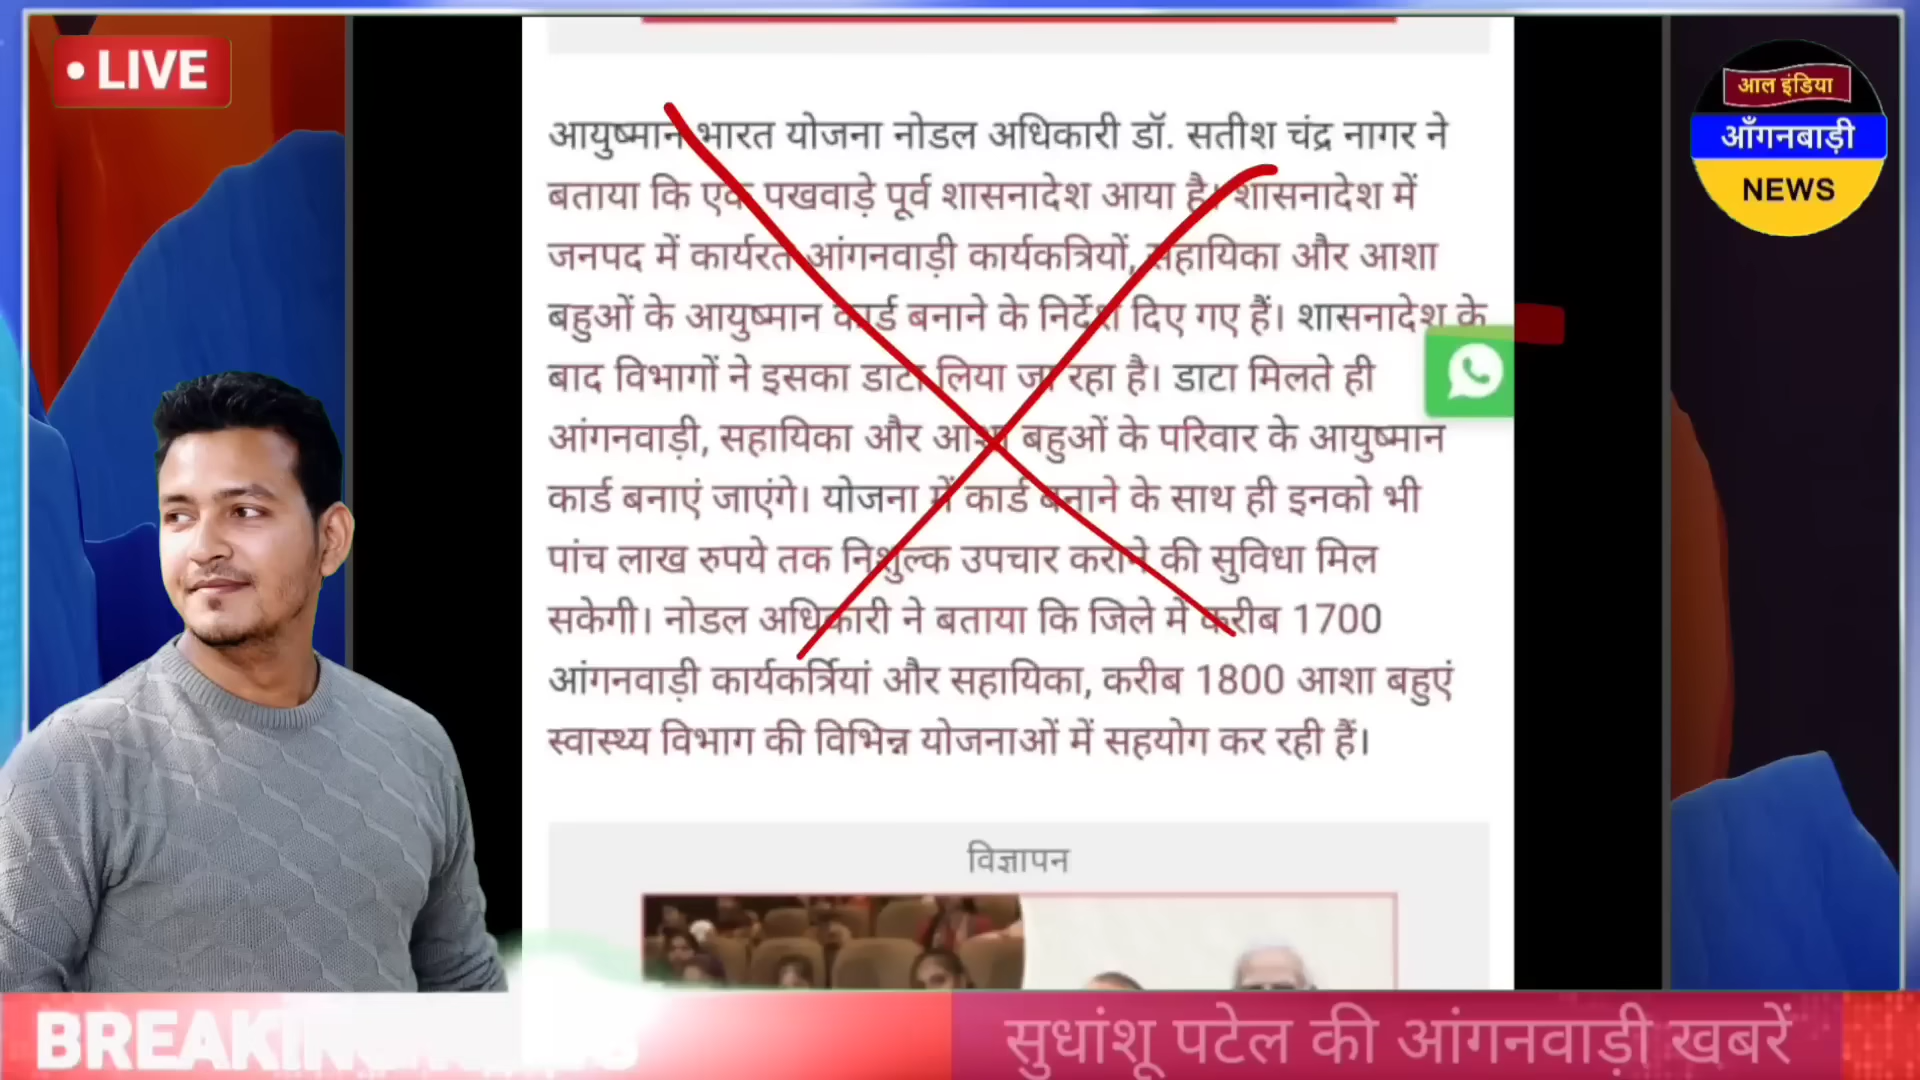 LIVE
आल इंडिया
आँगनबाड़ी
NEWS
आयुष्मान भारत योजना नोडल अधिकारी डॉ. सतीश चंद्र नागर ने
बताया कि एक पखवाड़े पूर्व शासनादेश आया है। शासनादेश में
जनपद में कार्यरत आंगनवाड़ी कार्यकत्रियों, सहायिका और आशा
बहुओं के आयुष्मान कार्ड बनाने के निर्देश दिए गए हैं। शासनादेश के
बाद विभागों ने इसका डाटा लिया जा रहा है। डाटा मिलते ही
आंगनवाड़ी, सहायिका और आशा बहुओं के परिवार के आयुष्मान
कार्ड बनाएं जाएंगे। योजना में कार्ड बनाने के साथ ही इनको भी
पांच लाख रुपये तक निशुल्क उपचार कराने की सुविधा मिल
सकेगी। नोडल अधिकारी ने बताया कि जिले में करीब 1700
आंगनवाड़ी कार्यकर्त्रियां और सहायिका, करीब 1800 आशा बहुएं
स्वास्थ्य विभाग की विभिन्न योजनाओं में सहयोग कर रही हैं।
विज्ञापन
BREAKING NEWS
सुधांशू पटेल की आंगनवाड़ी खबरें